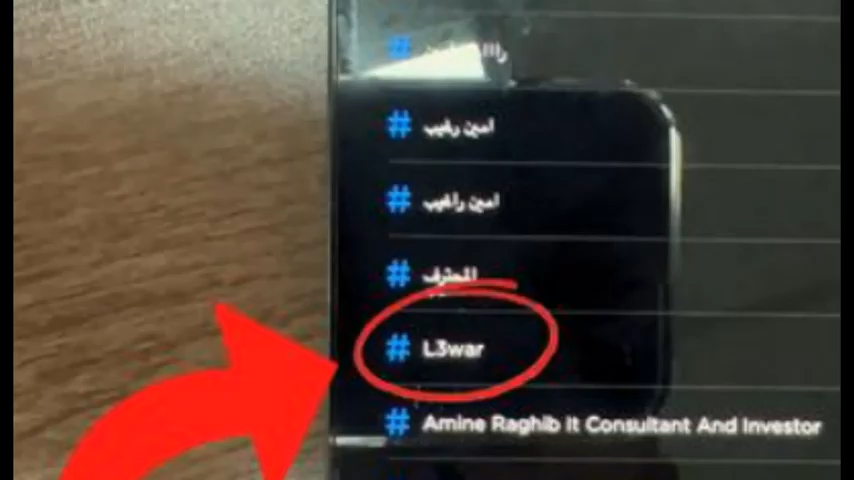 # امين رغيب
# امين راغيب
# المحترف
# L3war
# Amine Raghib It Consultant And Investor